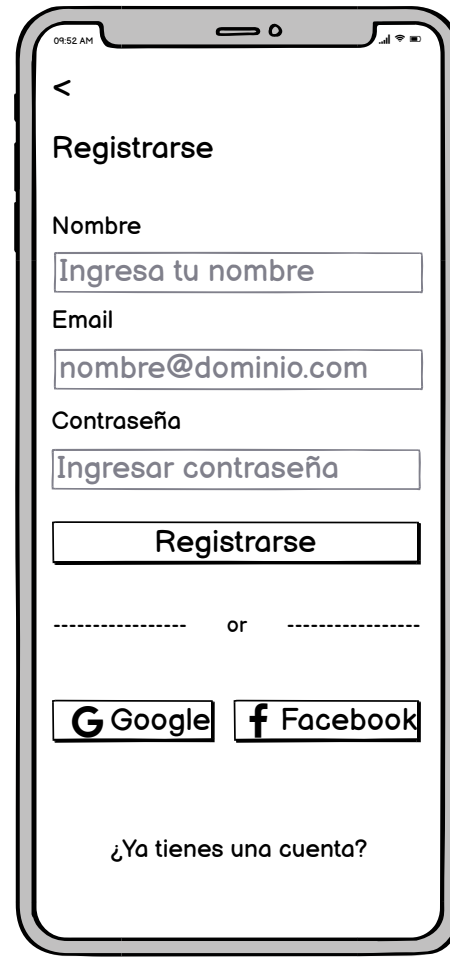 09:52 AM
<
Registrarse
Nombre
Ingresa tu nombre
Email
nombre@dominio.com
Contraseña
Ingresar contraseña
Registrarse
----------------- or -----------------
G Google f Facebook
¿Ya tienes una cuenta?